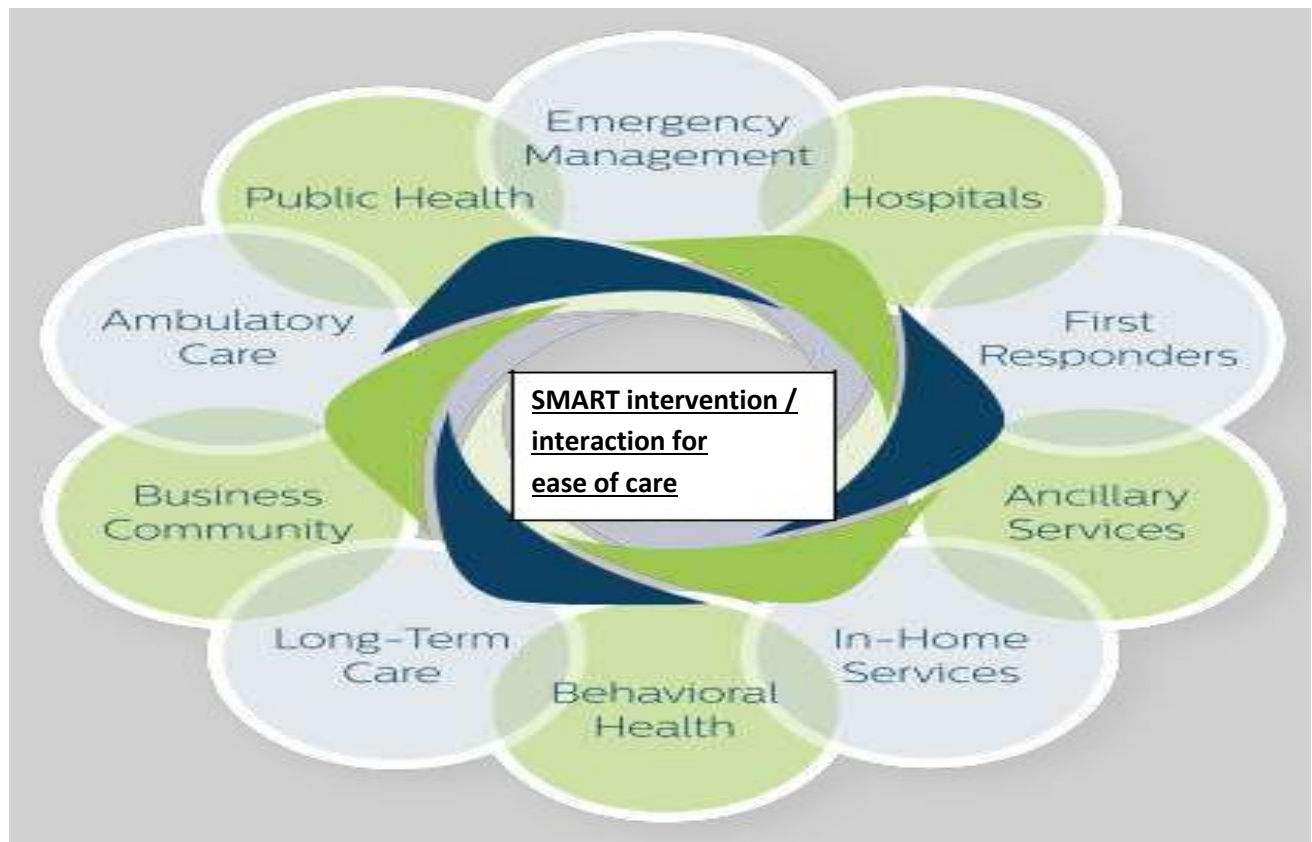 Emergency
Management
Public Health
Hospitals
Ambulatory
Care
First
Responders
SMART intervention /
interaction for
ease of care
Business
Community
Ancillary
Services
Long-Term
Care
In-Home
Services
Behavioral
Health